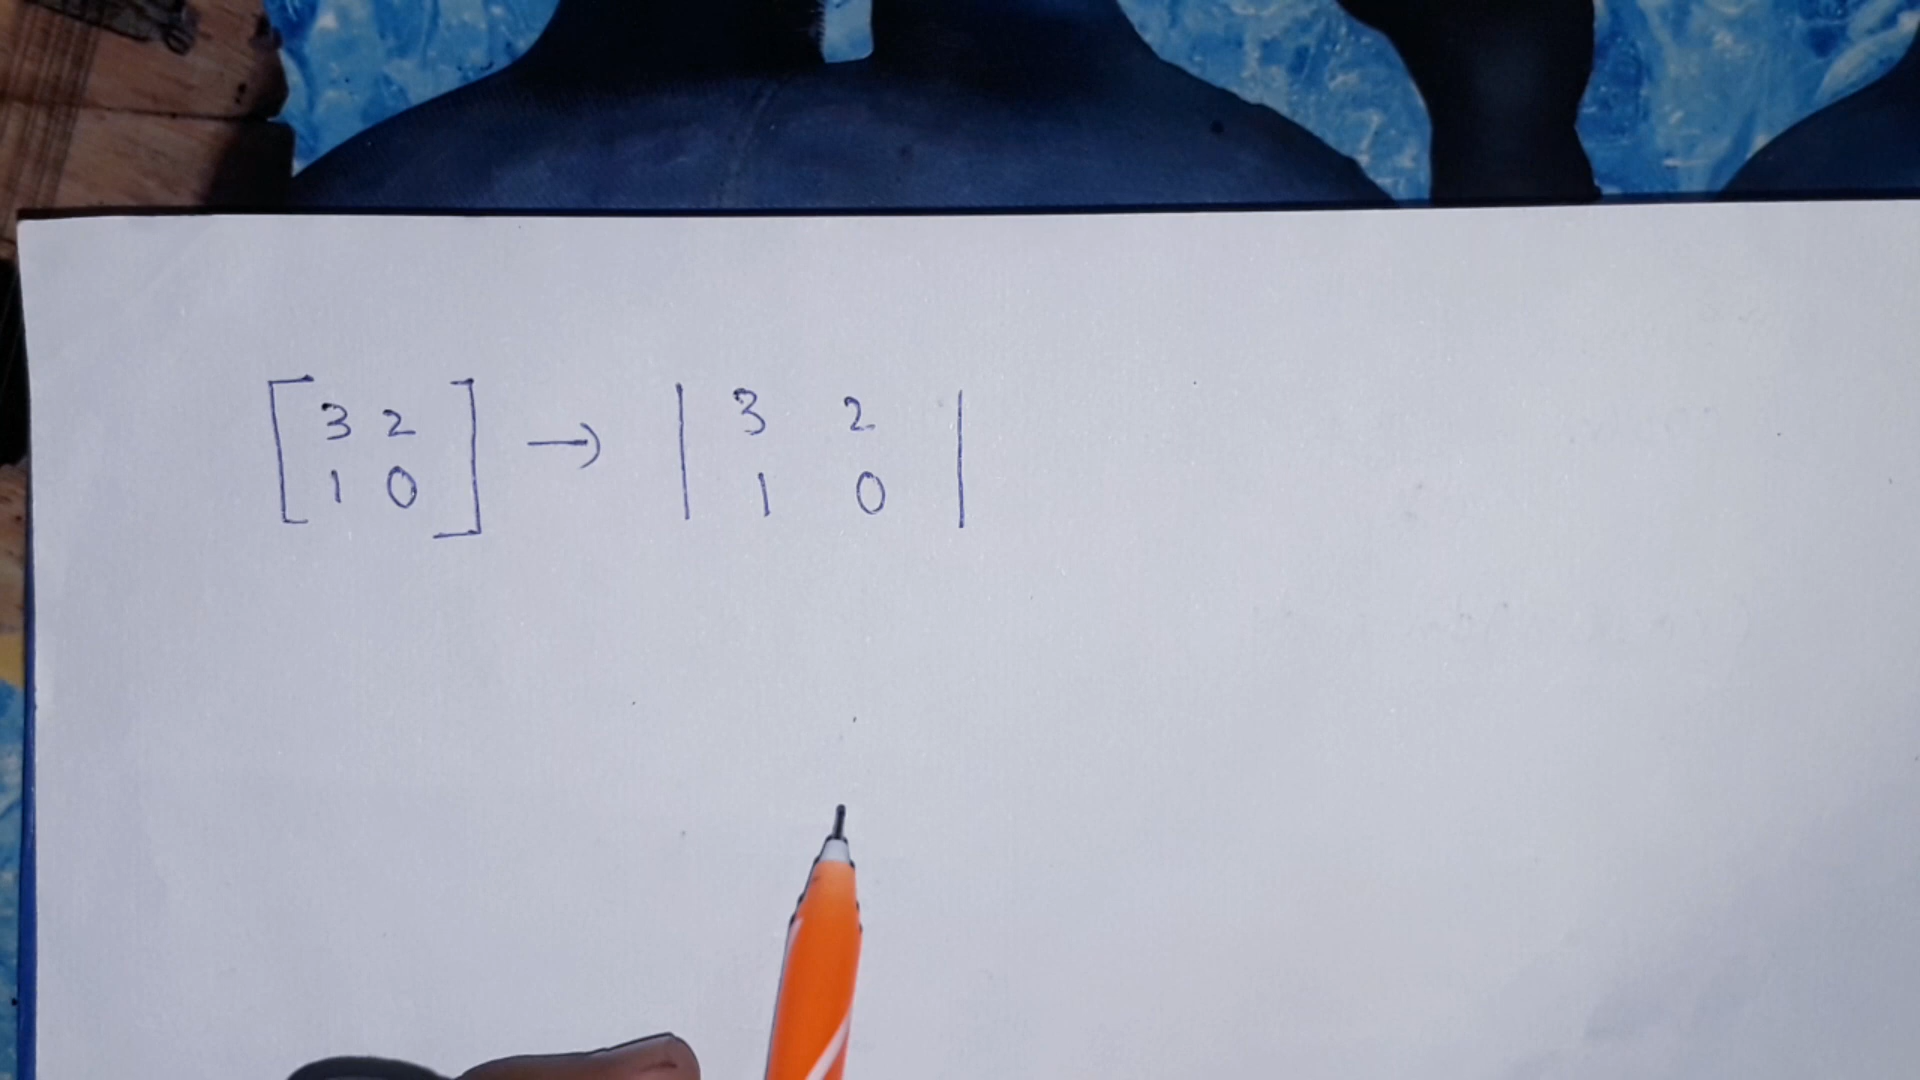 [3 2] → |3 2|
[1 0] |1 0|